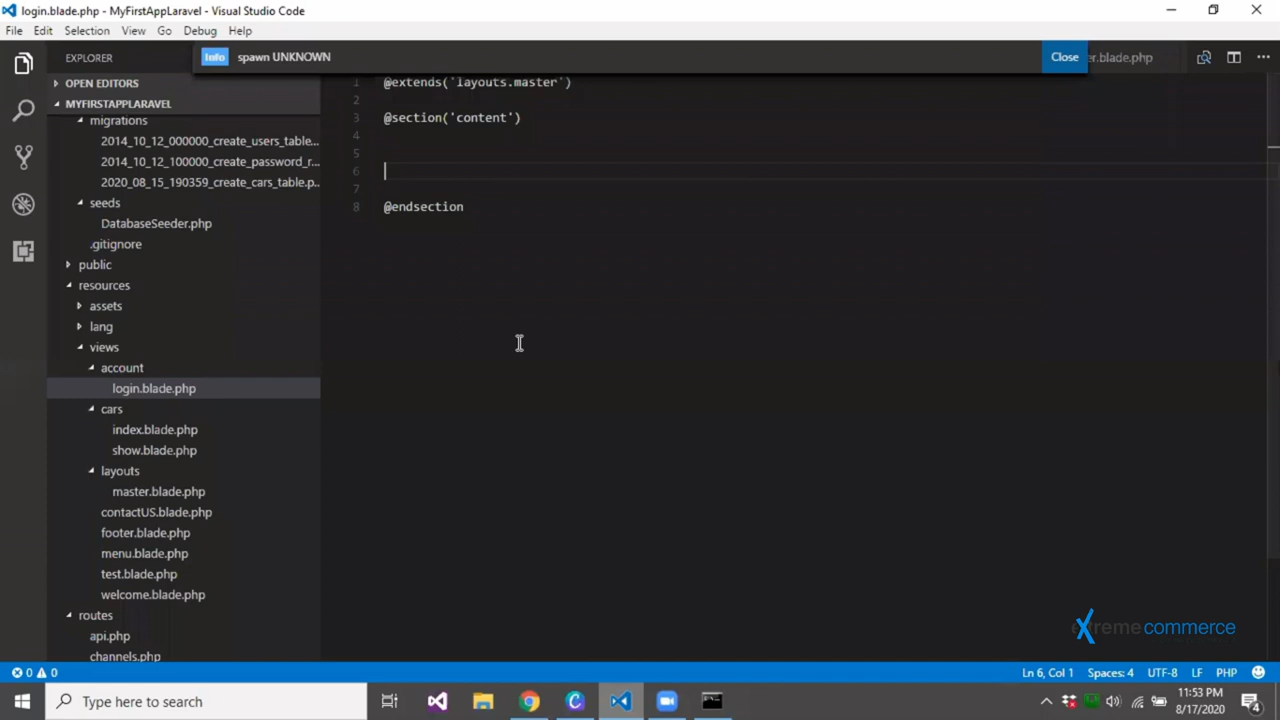 login.blade.php - MyFirstAppLaravel - Visual Studio Code
File Edit Selection View Go Debug Help
EXPLORER
Info spawn UNKNOWN Close er.blade.php
OPEN EDITORS
MYFIRSTAPPLARAVEL
migrations
2014_10_12_000000_create_users_table...
2014_10_12_100000_create_password_r...
2020_08_15_190359_create_cars_table.p...
seeds
DatabaseSeeder.php
.gitignore
public
resources
assets
lang
views
account
login.blade.php
cars
index.blade.php
show.blade.php
layouts
master.blade.php
contactUS.blade.php
footer.blade.php
menu.blade.php
test.blade.php
welcome.blade.php
routes
api.php
channels.php
1 @extends('layouts.master')
2
3 @section('content')
4
5
6
7
8 @endsection
extreme commerce
0 0 Ln 6, Col 1 Spaces: 4 UTF-8 LF PHP
Type here to search
11:53 PM
8/17/2020
4